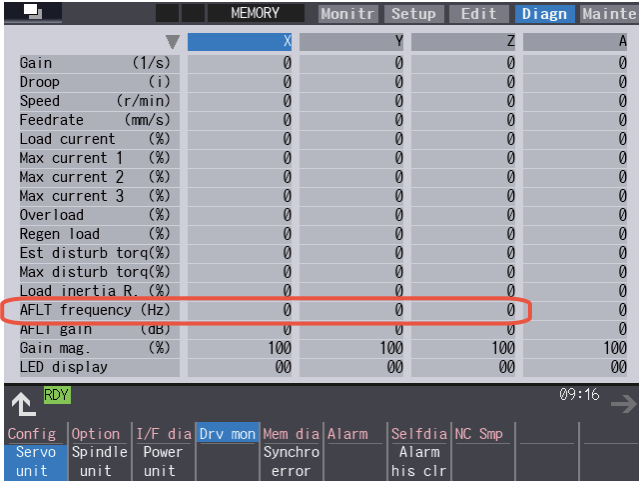 MEMORY Monitr Setup Edit Diagn Mainte
X Y Z A
Gain (1/s) 0 0 0 0
Droop (i) 0 0 0 0
Speed (r/min) 0 0 0 0
Feedrate (mm/s) 0 0 0 0
Load current (%) 0 0 0 0
Max current 1 (%) 0 0 0 0
Max current 2 (%) 0 0 0 0
Max current 3 (%) 0 0 0 0
Overload (%) 0 0 0 0
Regen load (%) 0 0 0 0
Est disturb torq(%) 0 0 0 0
Max disturb torq(%) 0 0 0 0
Load inertia R. (%) 0 0 0 0
AFLT frequency (Hz) 0 0 0 0
AFLT gain (dB) 0 0 0 0
Gain mag. (%) 100 100 100 100
LED display 00 00 00 00
RDY 09:16
Config Option I/F dia Drv mon Mem dia Alarm Selfdia NC Smp
Servo Spindle Power Synchro Alarm
unit unit unit error his clr